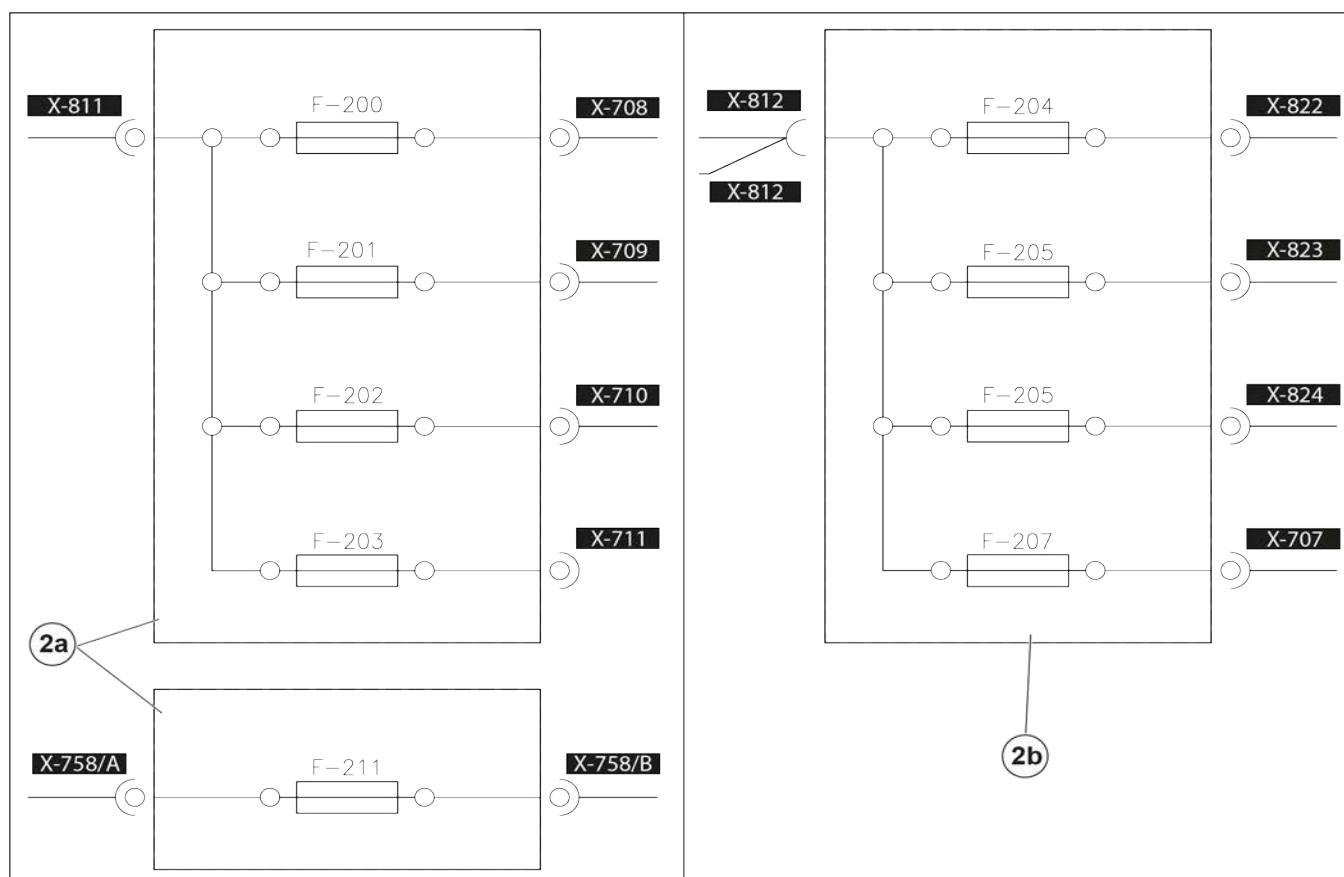 X-811
F-200
X-708
F-201
X-709
F-202
X-710
F-203
X-711
2a
X-758/A
F-211
X-758/B
X-812
X-812
F-204
X-822
F-205
X-823
F-205
X-824
F-207
X-707
2b